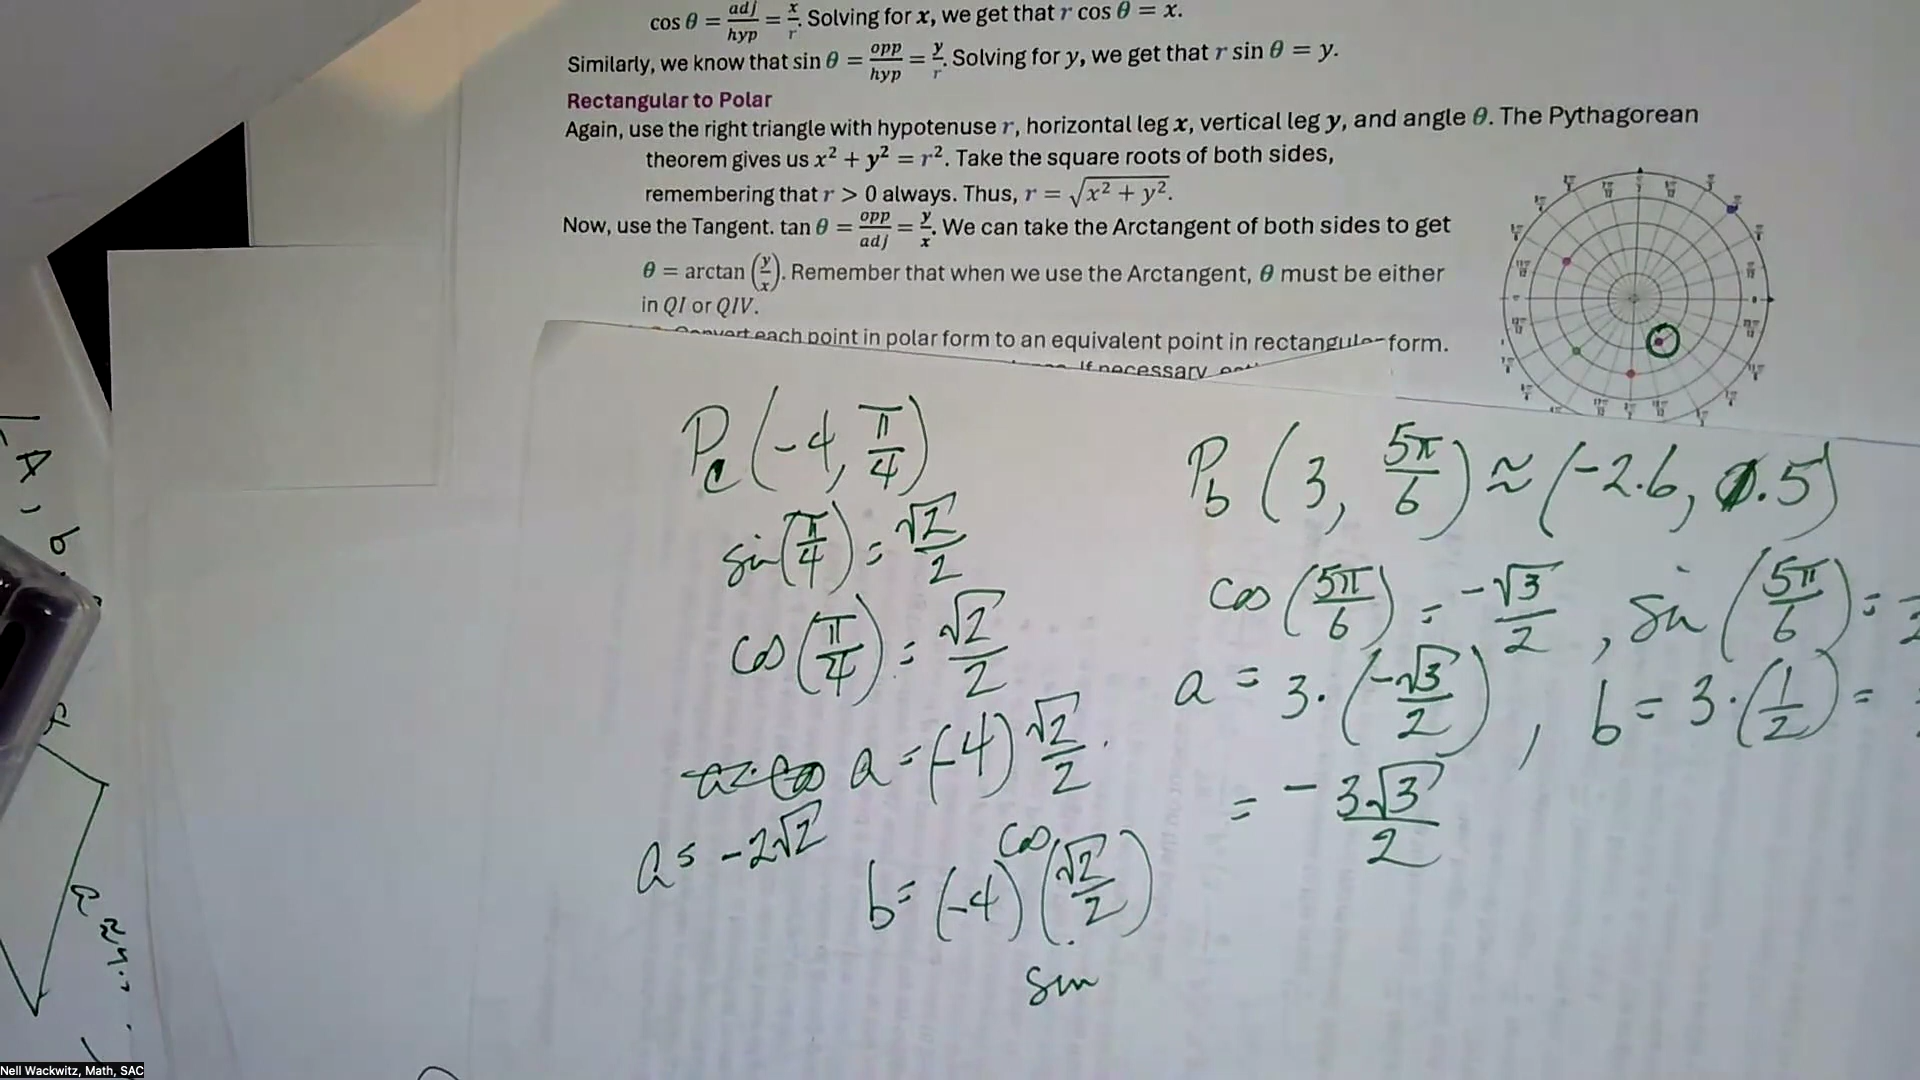 cos θ = adj/hyp = x/r. Solving for x, we get that r cos θ = x.
Similarly, we know that sin θ = opp/hyp = y/r. Solving for y, we get that r sin θ = y.
Rectangular to Polar
Again, use the right triangle with hypotenuse r, horizontal leg x, vertical leg y, and angle θ. The Pythagorean
theorem gives us x² + y² = r². Take the square roots of both sides,
remembering that r > 0 always. Thus, r = √(x² + y²).
Now, use the Tangent. tan θ = opp/adj = y/x. We can take the Arctangent of both sides to get
θ = arctan (y/x). Remember that when we use the Arctangent, θ must be either
in QI or QIV.
Convert each point in polar form to an equivalent point in rectangular form.
If necessary
P_c (-4, π/4)
sin(π/4) = √2/2
cos(π/4) = √2/2
a = (-4) √2/2
a = -2√2
cos
b = (-4) (√2/2)
sin
P_b (3, 5π/6) ≈ (-2.6, 1.5)
cos (5π/6) = -√3/2, sin (5π/6) =
a = 3·(-√3/2), b = 3·(1/2) =
= -3√3/2
Nell Wackwitz, Math, SAC